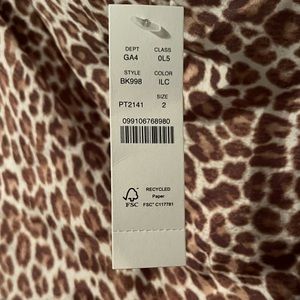 DEPT CLASS
GA4 0L5
STYLE COLOR
BK998 ILC
SIZE
PT2141 2
099106768980
RECYCLED
Paper
FSC FSC® C117781